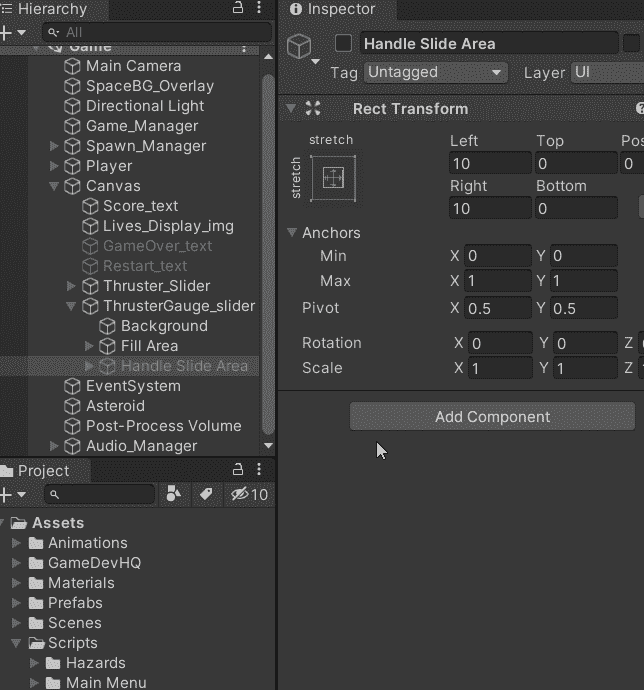 Hierarchy
All
Game
Main Camera
SpaceBG_Overlay
Directional Light
Game_Manager
Spawn_Manager
Player
Canvas
Score_text
Lives_Display_img
GameOver_text
Restart_text
Thruster_Slider
ThrusterGauge_slider
Background
Fill Area
Handle Slide Area
EventSystem
Asteroid
Post-Process Volume
Audio_Manager
Project
10
Assets
Animations
GameDevHQ
Materials
Prefabs
Scenes
Scripts
Hazards
Main Menu
Inspector
Handle Slide Area
Tag Untagged Layer UI
Rect Transform
stretch
stretch
Left Top Pos
10 0 0
Right Bottom
10 0
Anchors
Min X 0 Y 0
Max X 1 Y 1
Pivot X 0.5 Y 0.5
Rotation X 0 Y 0 Z
Scale X 1 Y 1 Z
Add Component